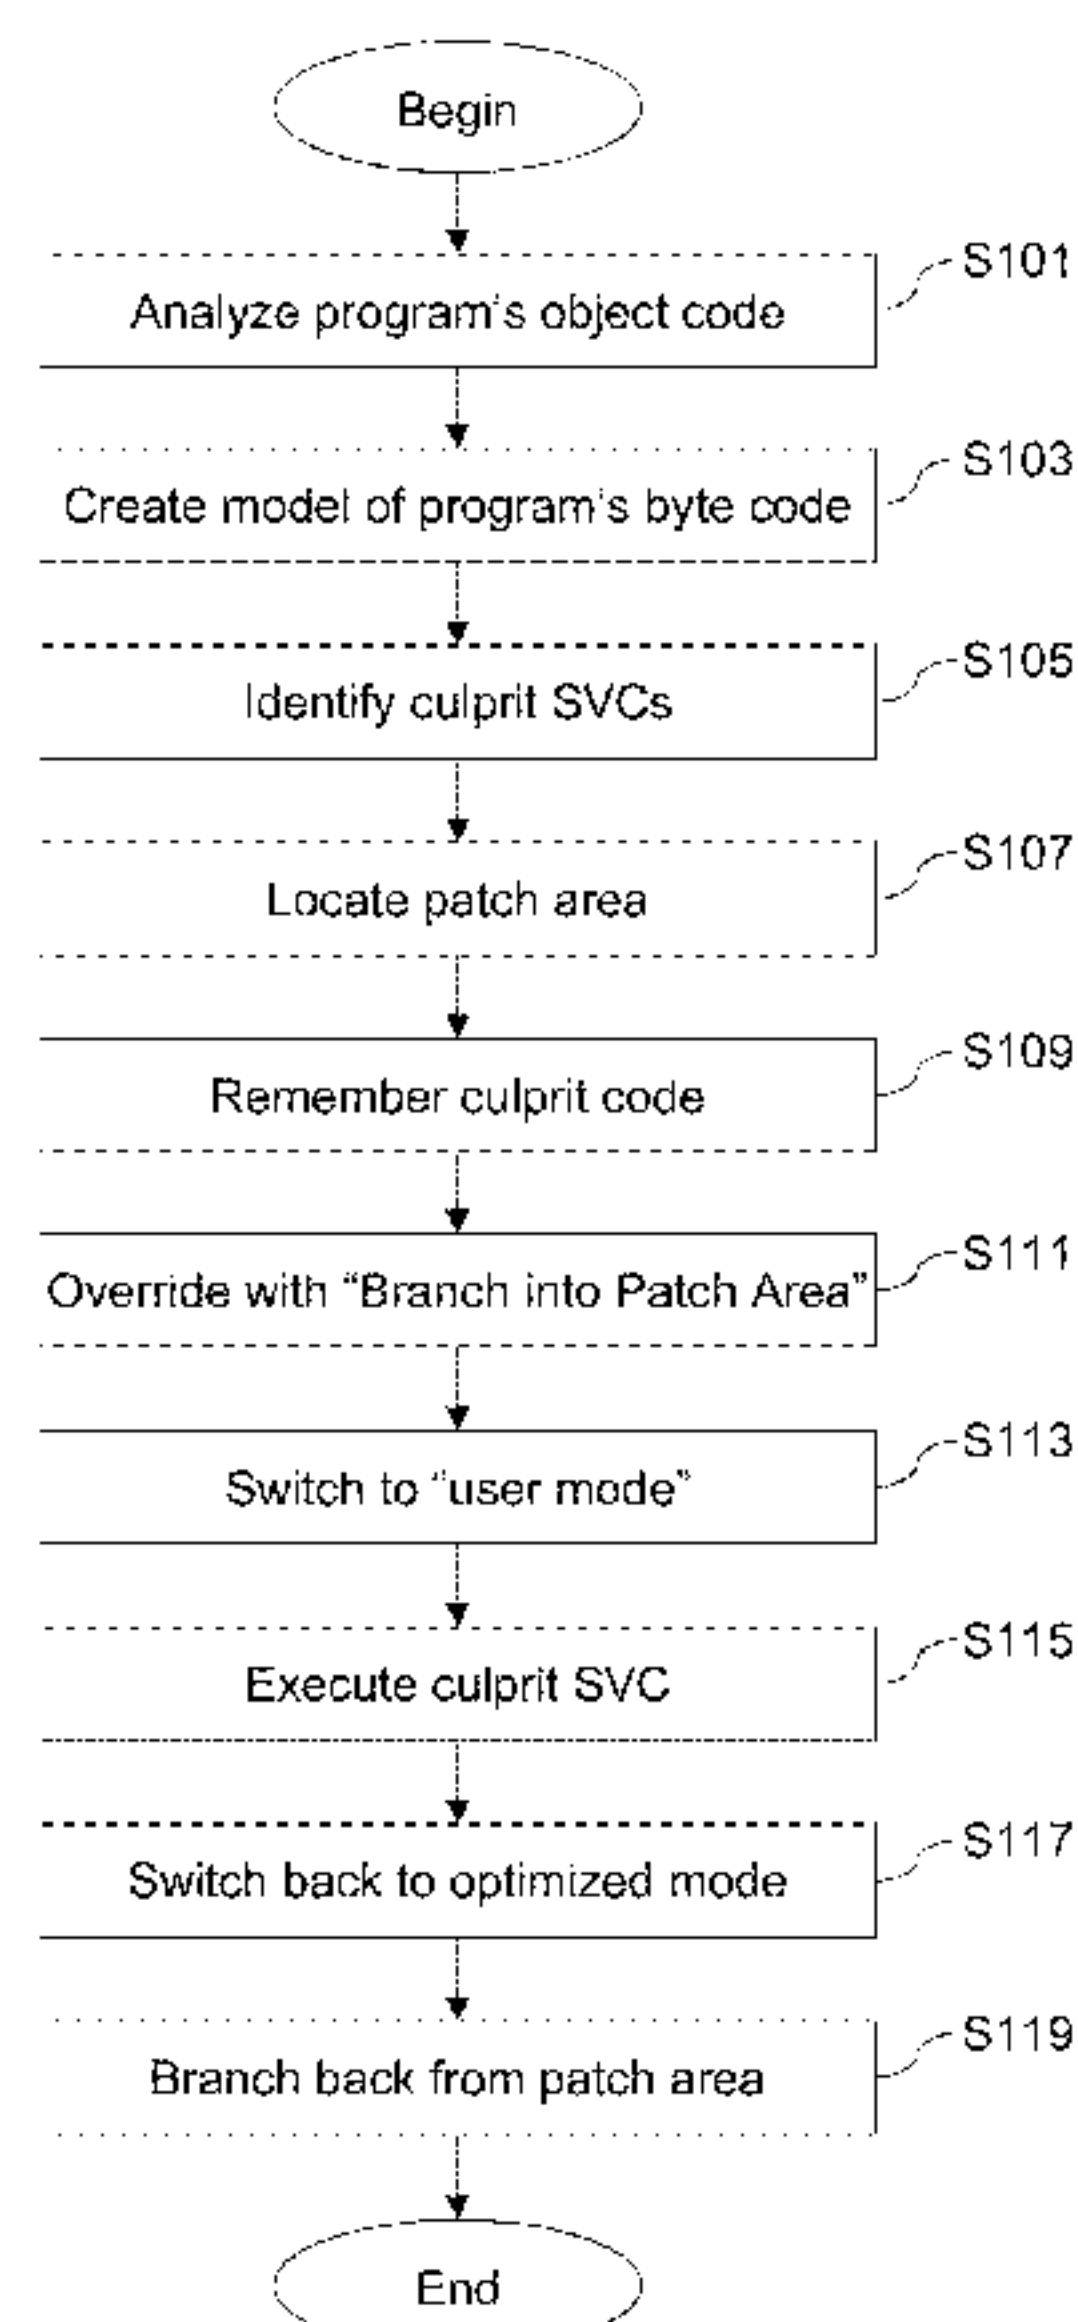 Begin
Analyze program's object code
S101
Create model of program's byte code
S103
Identify culprit SVCs
S105
Locate patch area
S107
Remember culprit code
S109
Override with “Branch into Patch Area”
S111
Switch to “user mode”
S113
Execute culprit SVC
S115
Switch back to optimized mode
S117
Branch back from patch area
S119
End